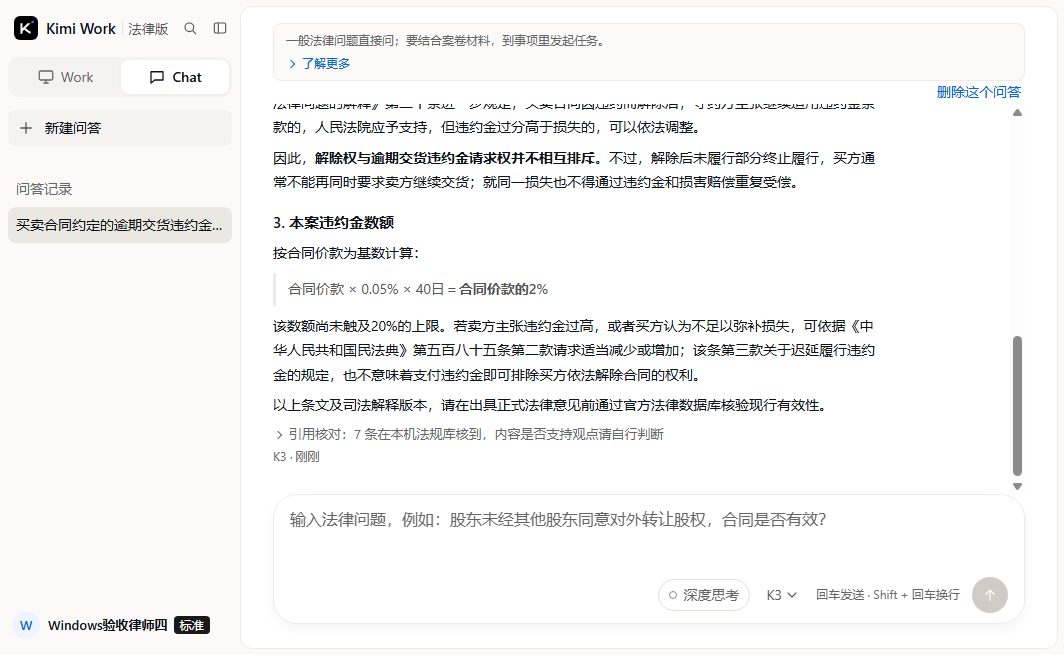 Kimi Work 法律版
Work
Chat
新建问答
问答记录
买卖合同约定的逾期交货违约金...
Windows验收律师四 标准
一般法律问题直接问；要结合案卷材料，到事项里发起任务。
了解更多
删除这个问答
款的，人民法院应予支持，但违约金过分高于损失的，可以依法调整。
因此，解除权与逾期交货违约金请求权并不相互排斥。不过，解除后未履行部分终止履行，买方通
常不能再同时要求卖方继续交货；就同一损失也不得通过违约金和损害赔偿重复受偿。
3. 本案违约金数额
按合同价款为基数计算：
合同价款 × 0.05% × 40日 = 合同价款的2%
该数额尚未触及20%的上限。若卖方主张违约金过高，或者买方认为不足以弥补损失，可依据《中
华人民共和国民法典》第五百八十五条第二款请求适当减少或增加；该条第三款关于迟延履行违约
金的规定，也不意味着支付违约金即可排除买方依法解除合同的权利。
以上条文及司法解释版本，请在出具正式法律意见前通过官方法律数据库核验现行有效性。
引用核对：7 条在本机法规库核到，内容是否支持观点请自行判断
K3 · 刚刚
输入法律问题，例如：股东未经其他股东同意对外转让股权，合同是否有效？
深度思考 K3 回车发送 · Shift + 回车换行